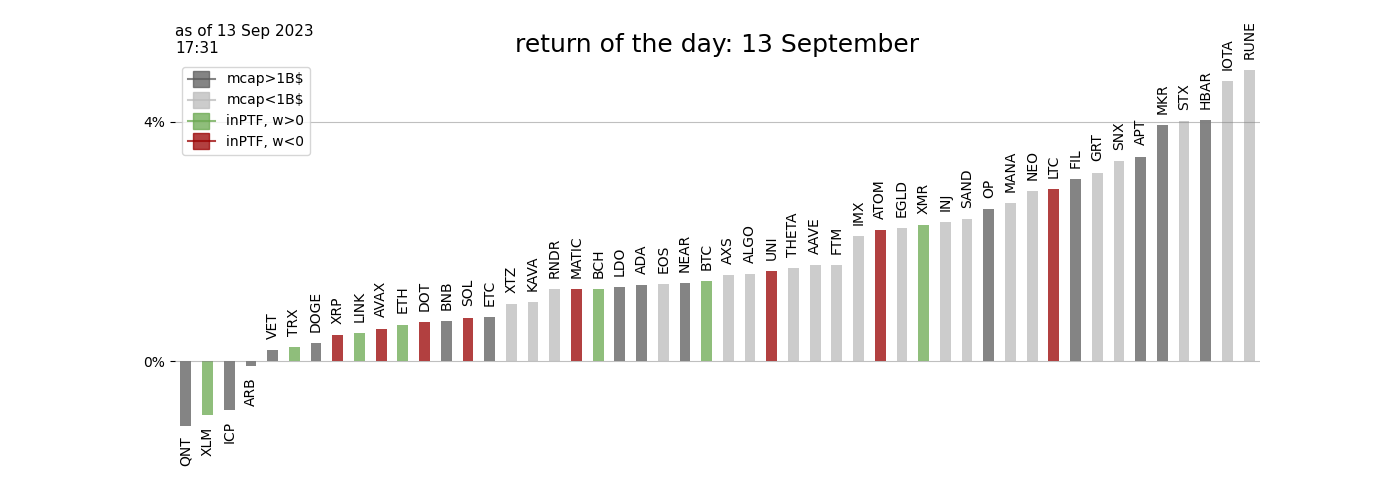 as of 13 Sep 2023
17:31
return of the day: 13 September
mcap>1B$
mcap<1B$
inPTF, w>0
inPTF, w<0
4%
0%
QNT
XLM
ICP
ARB
VET
TRX
DOGE
XRP
LINK
AVAX
ETH
DOT
BNB
SOL
ETC
XTZ
KAVA
RNDR
MATIC
BCH
LDO
ADA
EOS
NEAR
BTC
AXS
ALGO
UNI
THETA
AAVE
FTM
IMX
ATOM
EGLD
XMR
INJ
SAND
OP
MANA
NEO
LTC
FIL
GRT
SNX
APT
MKR
STX
HBAR
IOTA
RUNE